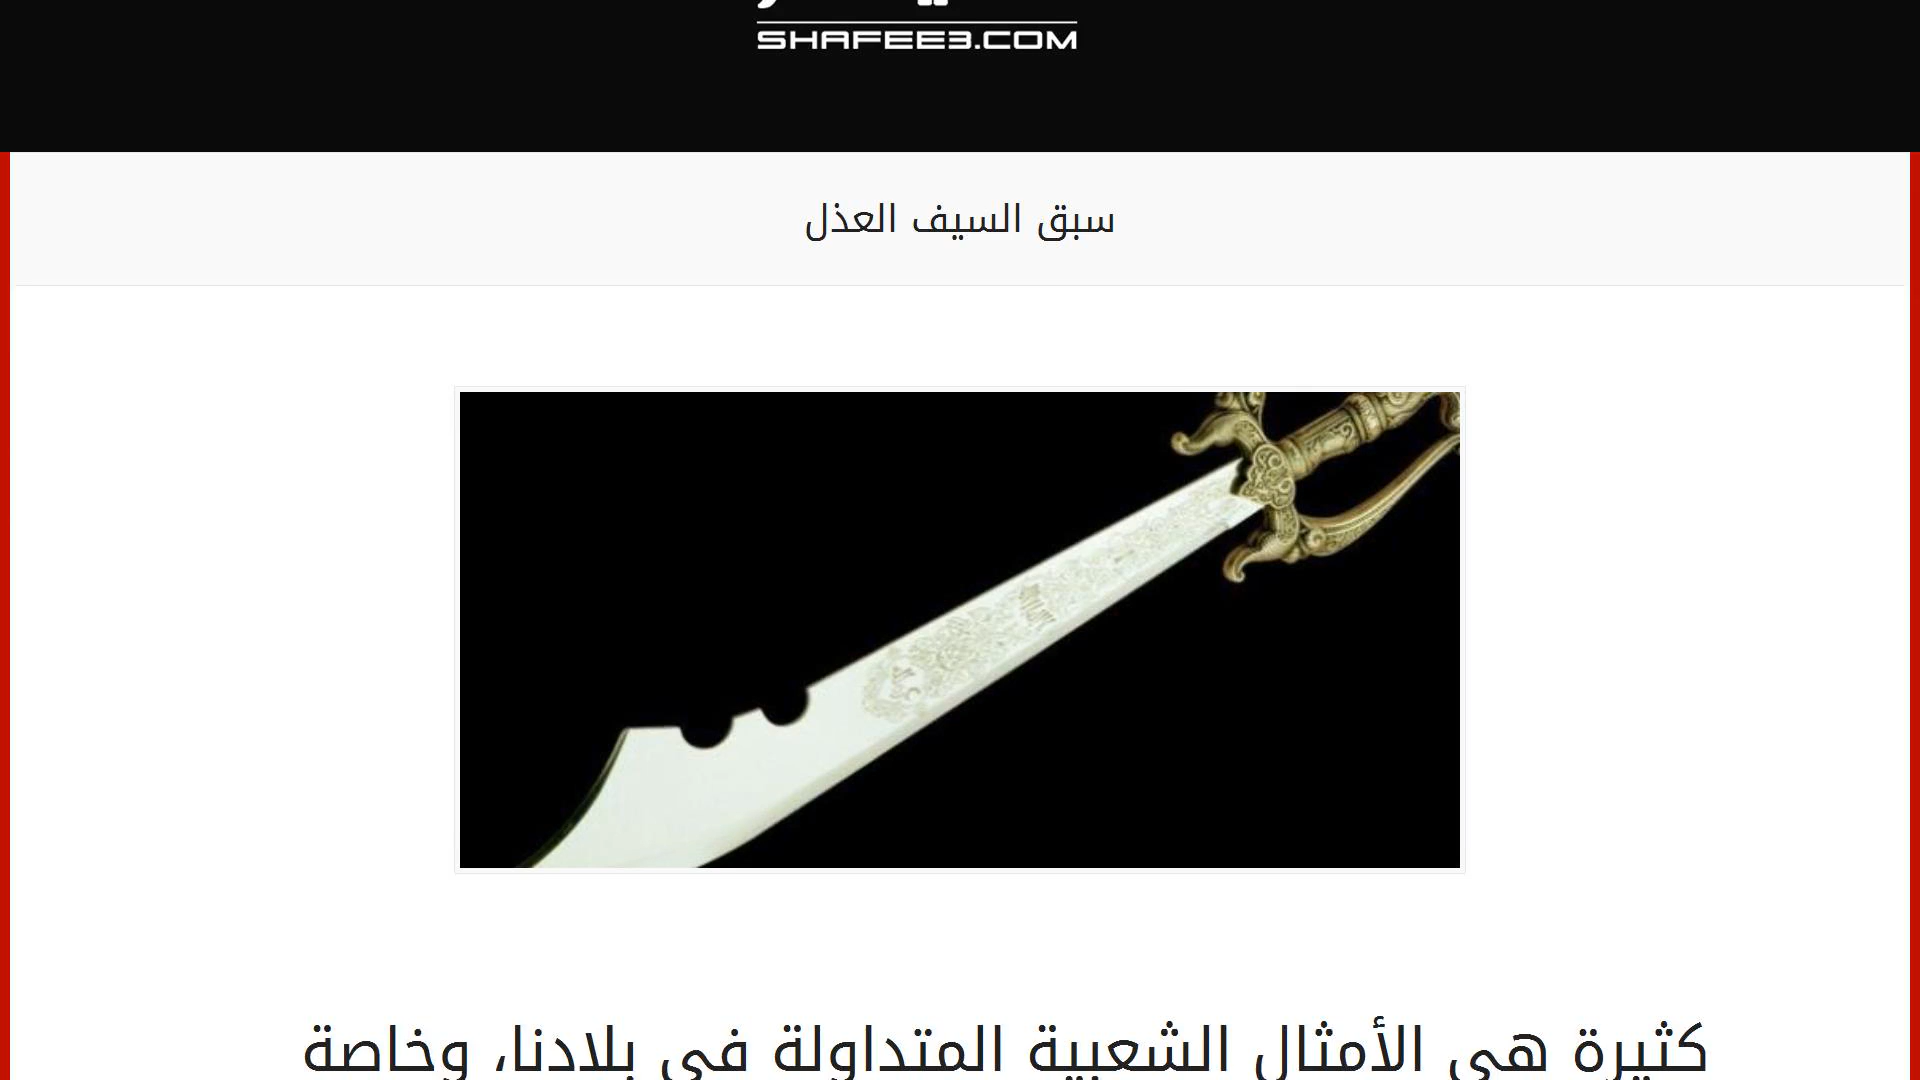 SHAFEE3.COM
سبق السيف العذل
كثيرة هي الأمثال الشعبية المتداولة في بلادنا، وخاصة